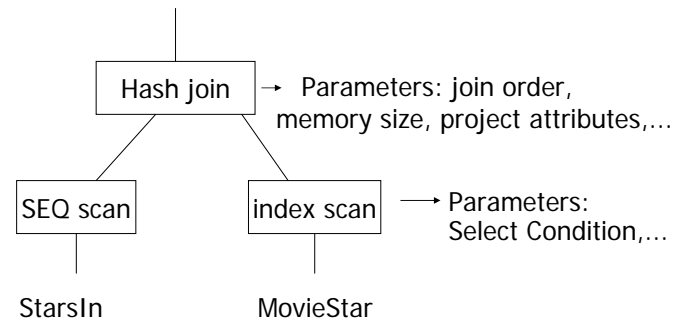 Hash join
Parameters: join order,
memory size, project attributes,...
SEQ scan
index scan
Parameters:
Select Condition,...
StarsIn
MovieStar